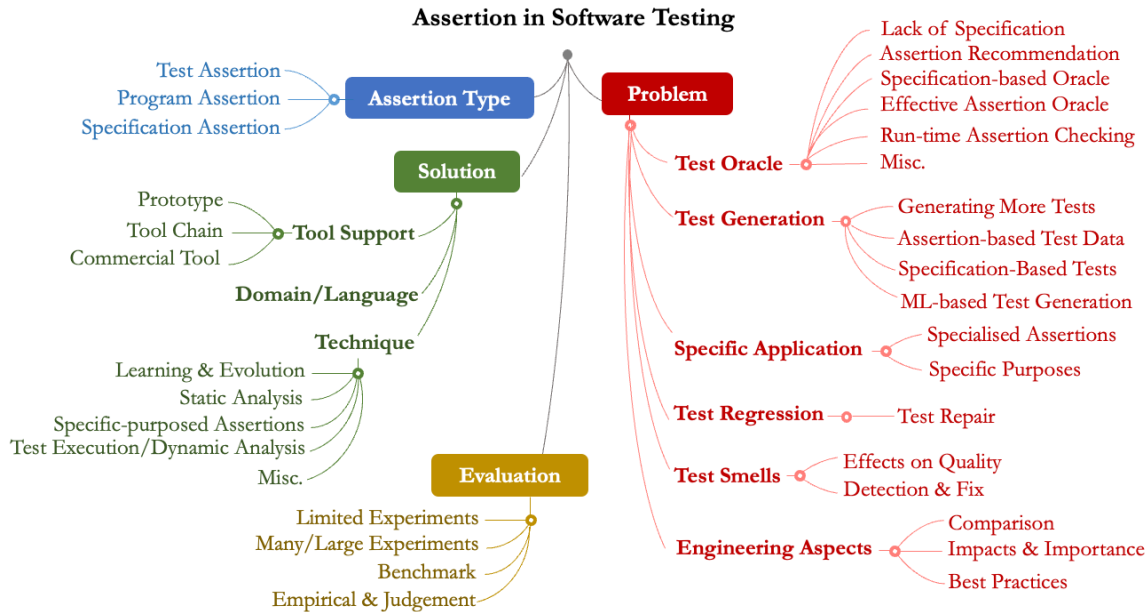 Assertion in Software Testing
Assertion Type
Test Assertion
Program Assertion
Specification Assertion
Solution
Tool Support
Prototype
Tool Chain
Commercial Tool
Domain/Language
Technique
Learning & Evolution
Static Analysis
Specific-purposed Assertions
Test Execution/Dynamic Analysis
Misc.
Evaluation
Limited Experiments
Many/Large Experiments
Benchmark
Empirical & Judgement
Problem
Test Oracle
Lack of Specification
Assertion Recommendation
Specification-based Oracle
Effective Assertion Oracle
Run-time Assertion Checking
Misc.
Test Generation
Generating More Tests
Assertion-based Test Data
Specification-Based Tests
ML-based Test Generation
Specific Application
Specialised Assertions
Specific Purposes
Test Regression
Test Repair
Test Smells
Effects on Quality
Detection & Fix
Engineering Aspects
Comparison
Impacts & Importance
Best Practices